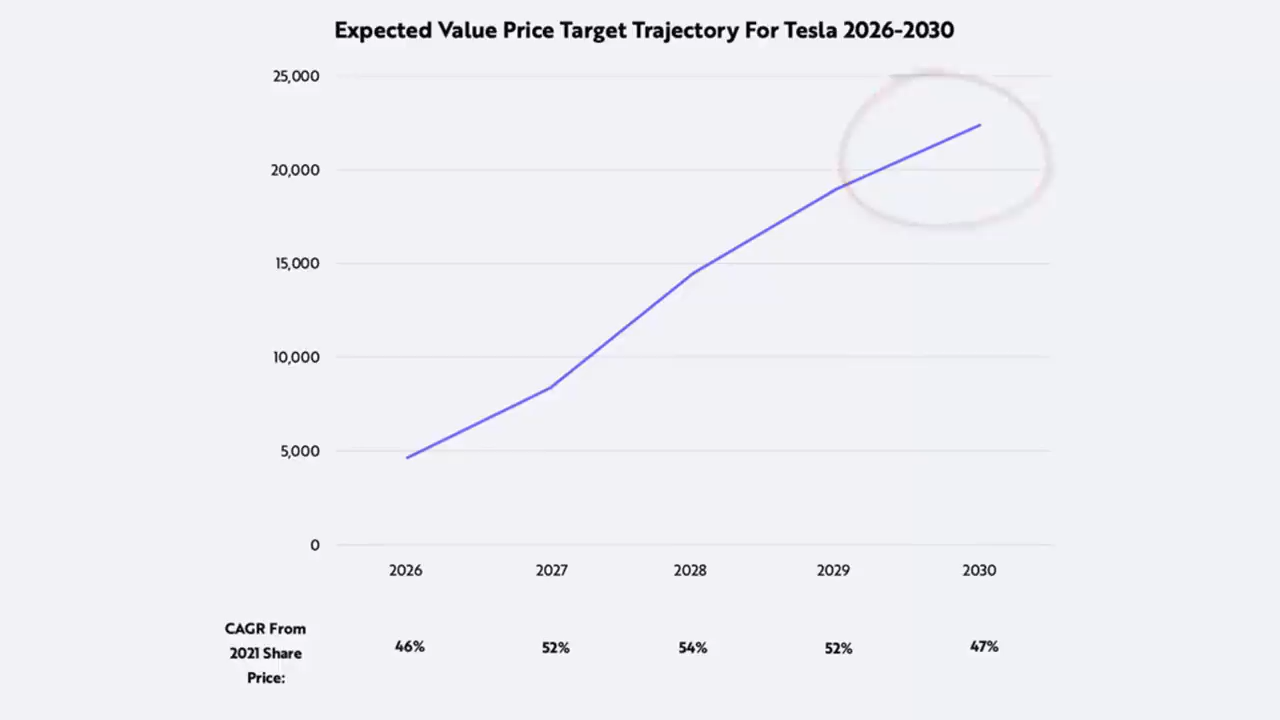 Expected Value Price Target Trajectory For Tesla 2026-2030
25,000
20,000
15,000
10,000
5,000
0
2026 2027 2028 2029 2030
CAGR From
2021 Share
Price:
46% 52% 54% 52% 47%